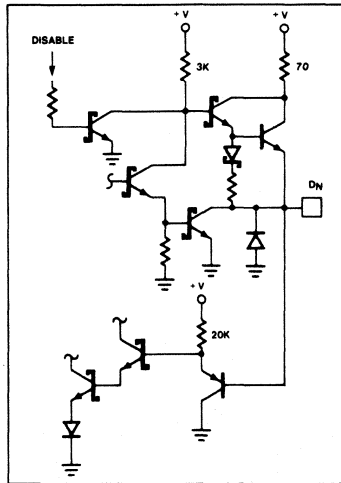 + V
+ V
DISABLE
3K
70
DN
+ V
20K